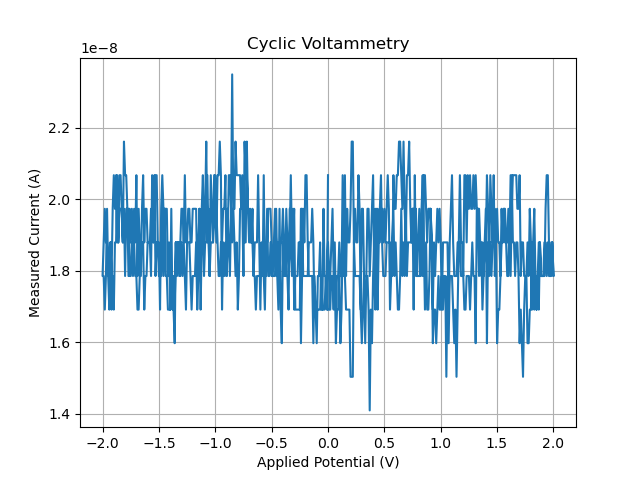 Cyclic Voltammetry
1e−8
2.2
2.0
1.8
1.6
1.4
Measured Current (A)
−2.0 −1.5 −1.0 −0.5 0.0 0.5 1.0 1.5 2.0
Applied Potential (V)